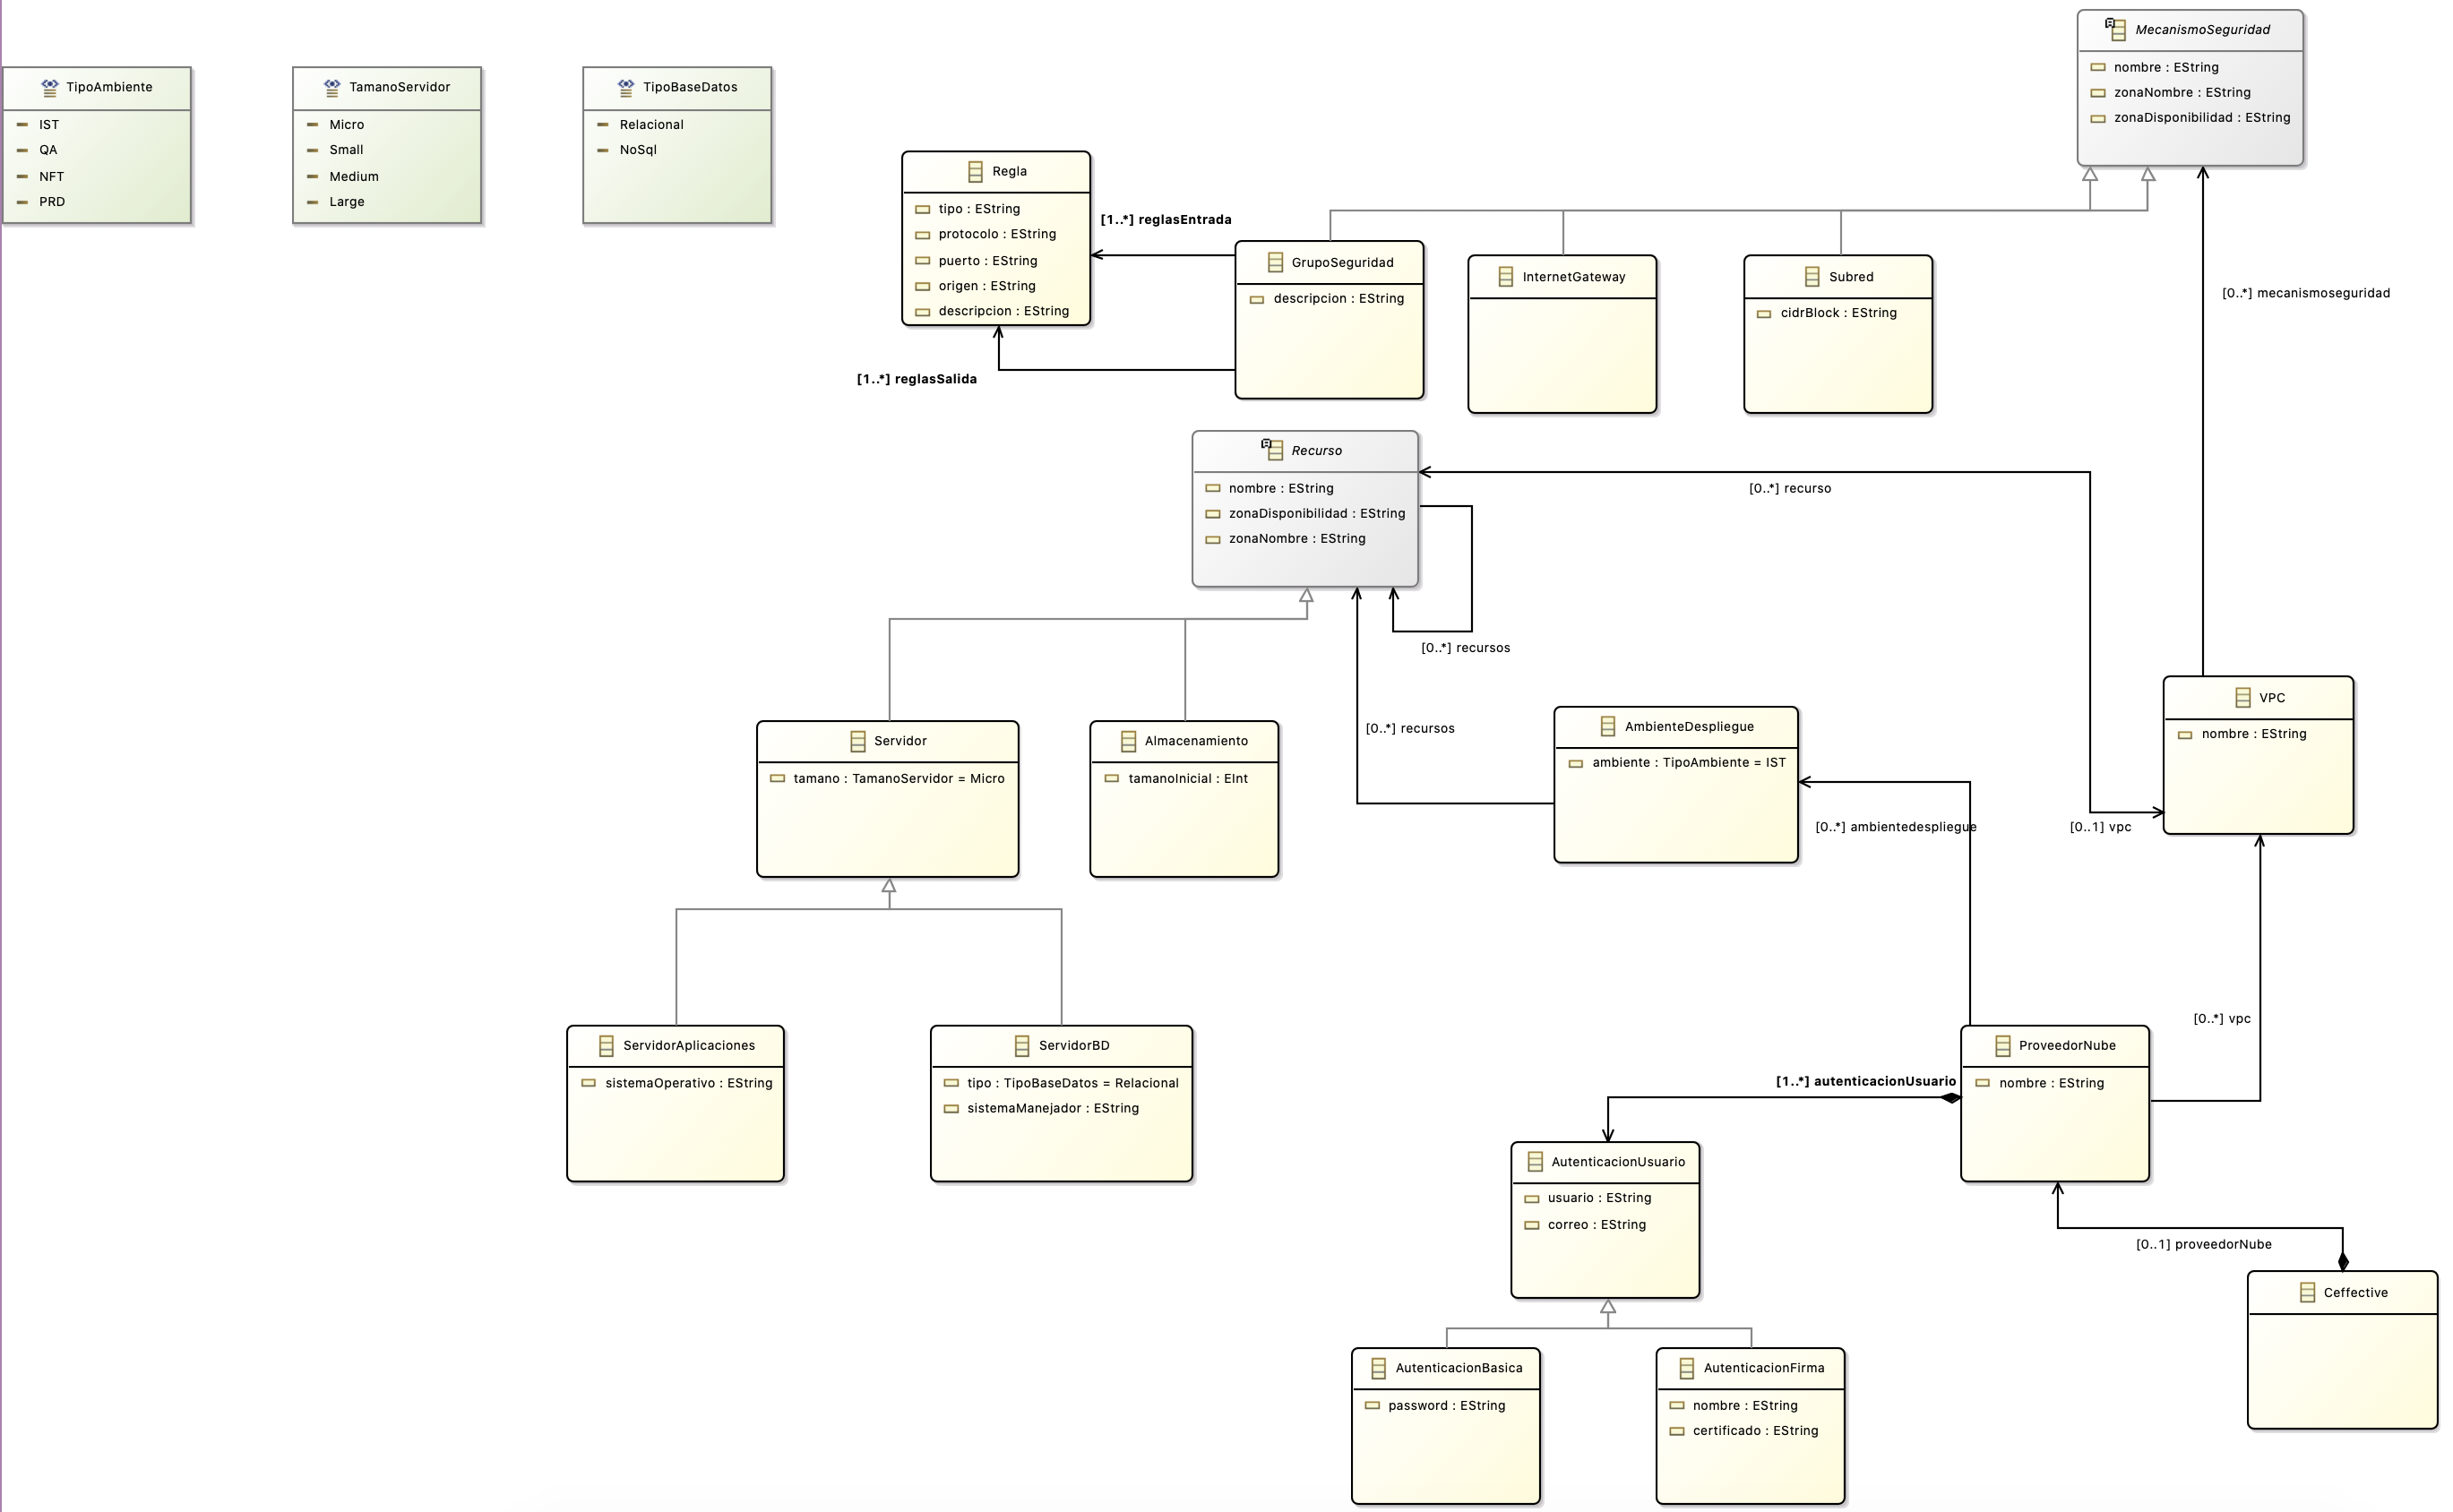 TipoAmbiente
IST
QA
NFT
PRD
TamanoServidor
Micro
Small
Medium
Large
TipoBaseDatos
Relacional
NoSql
MecanismoSeguridad
nombre : EString
zonaNombre : EString
zonaDisponibilidad : EString
Regla
tipo : EString
protocolo : EString
puerto : EString
origen : EString
descripcion : EString
[1..*] reglasEntrada
[1..*] reglasSalida
GrupoSeguridad
descripcion : EString
InternetGateway
Subred
cidrBlock : EString
[0..*] mecanismoseguridad
Recurso
nombre : EString
zonaDisponibilidad : EString
zonaNombre : EString
[0..*] recurso
[0..*] recursos
[0..*] recursos
Servidor
tamano : TamanoServidor = Micro
Almacenamiento
tamanoInicial : EInt
AmbienteDespliegue
ambiente : TipoAmbiente = IST
[0..*] ambientedespliegue
VPC
nombre : EString
[0..1] vpc
[0..*] vpc
ServidorAplicaciones
sistemaOperativo : EString
ServidorBD
tipo : TipoBaseDatos = Relacional
sistemaManejador : EString
ProveedorNube
nombre : EString
[1..*] autenticacionUsuario
AutenticacionUsuario
usuario : EString
correo : EString
[0..1] proveedorNube
Ceffective
AutenticacionBasica
password : EString
AutenticacionFirma
nombre : EString
certificado : EString